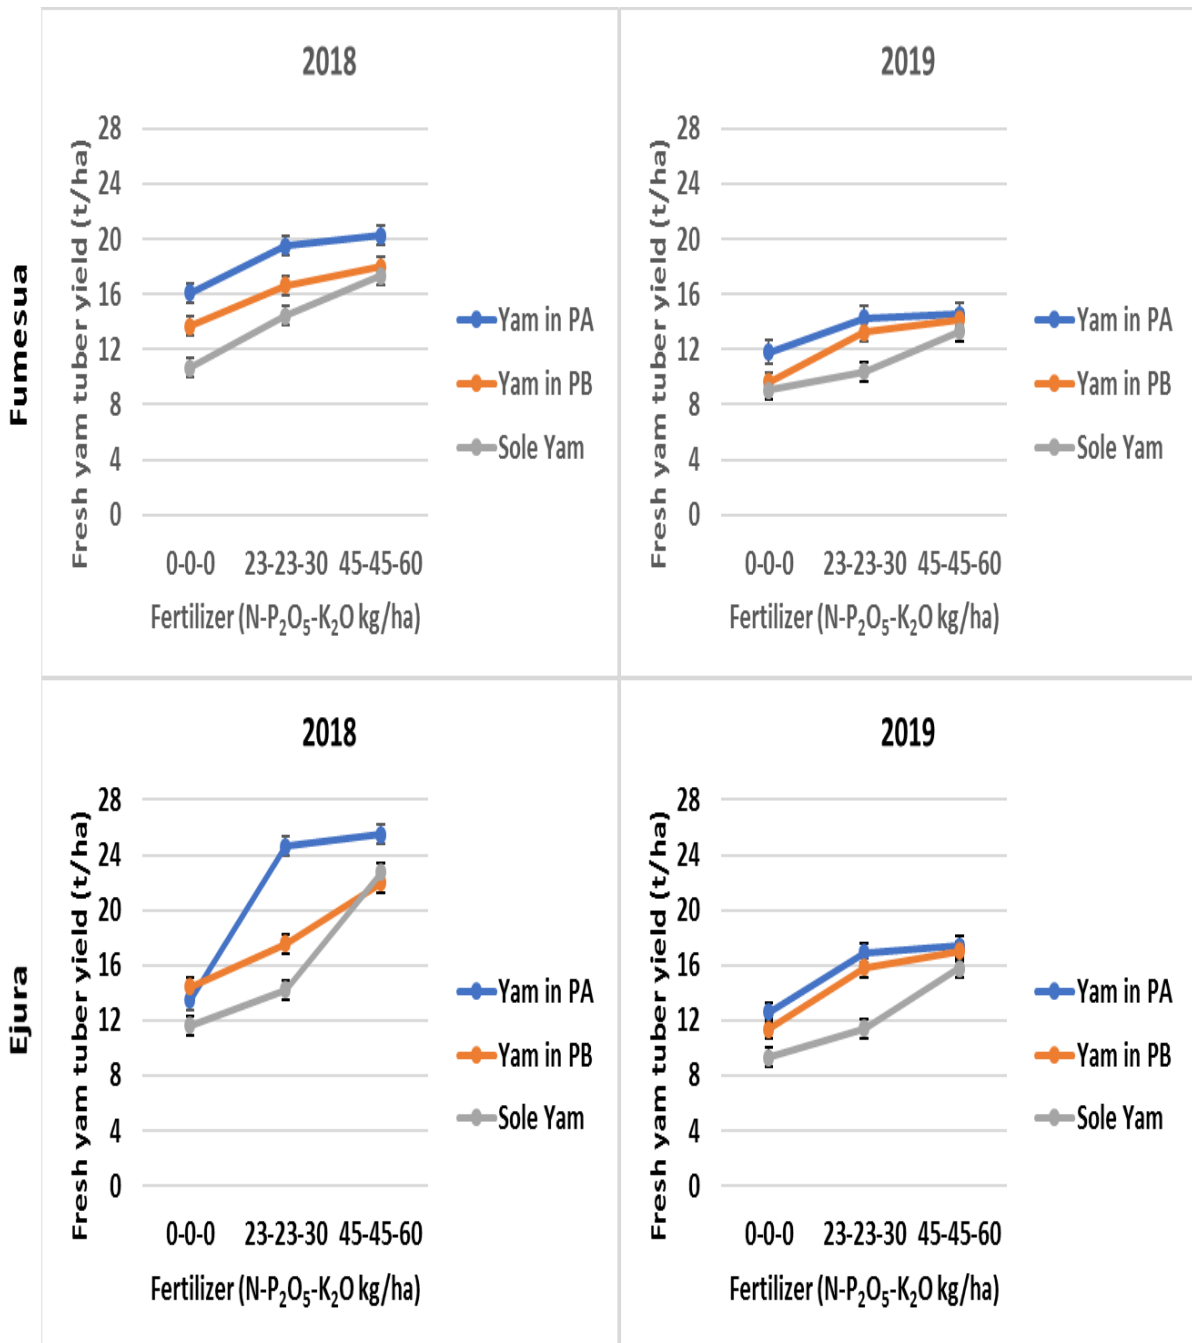 Fumesua
2018
Fresh yam tuber yield (t/ha)
28
24
20
16
12
8
4
0
0-0-0 23-23-30 45-45-60
Fertilizer (N-P₂O₅-K₂O kg/ha)
Yam in PA
Yam in PB
Sole Yam
2019
Fresh yam tuber yield (t/ha)
28
24
20
16
12
8
4
0
0-0-0 23-23-30 45-45-60
Fertilizer (N-P₂O₅-K₂O kg/ha)
Yam in PA
Yam in PB
Sole Yam
Ejura
2018
Fresh yam tuber yield (t/ha)
28
24
20
16
12
8
4
0
0-0-0 23-23-30 45-45-60
Fertilizer (N-P₂O₅-K₂O kg/ha)
Yam in PA
Yam in PB
Sole Yam
2019
Fresh yam tuber yield (t/ha)
28
24
20
16
12
8
4
0
0-0-0 23-23-30 45-45-60
Fertilizer (N-P₂O₅-K₂O kg/ha)
Yam in PA
Yam in PB
Sole Yam